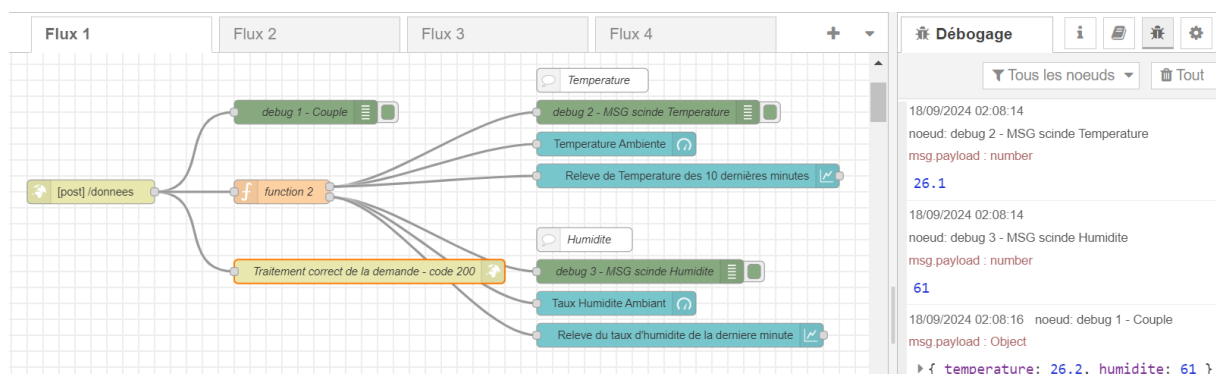 Flux 1
Flux 2
Flux 3
Flux 4
Temperature
debug 1 - Couple
debug 2 - MSG scinde Temperature
Temperature Ambiente
Releve de Temperature des 10 dernières minutes
[post] /donnees
function 2
Humidite
Traitement correct de la demande - code 200
debug 3 - MSG scinde Humidite
Taux Humidite Ambiant
Releve du taux d'humidite de la derniere minute
Débogage
Tous les noeuds
Tout
18/09/2024 02:08:14
noeud: debug 2 - MSG scinde Temperature
msg.payload : number
26.1
18/09/2024 02:08:14
noeud: debug 3 - MSG scinde Humidite
msg.payload : number
61
18/09/2024 02:08:16 noeud: debug 1 - Couple
msg.payload : Object
{ temperature: 26.2, humidite: 61 }